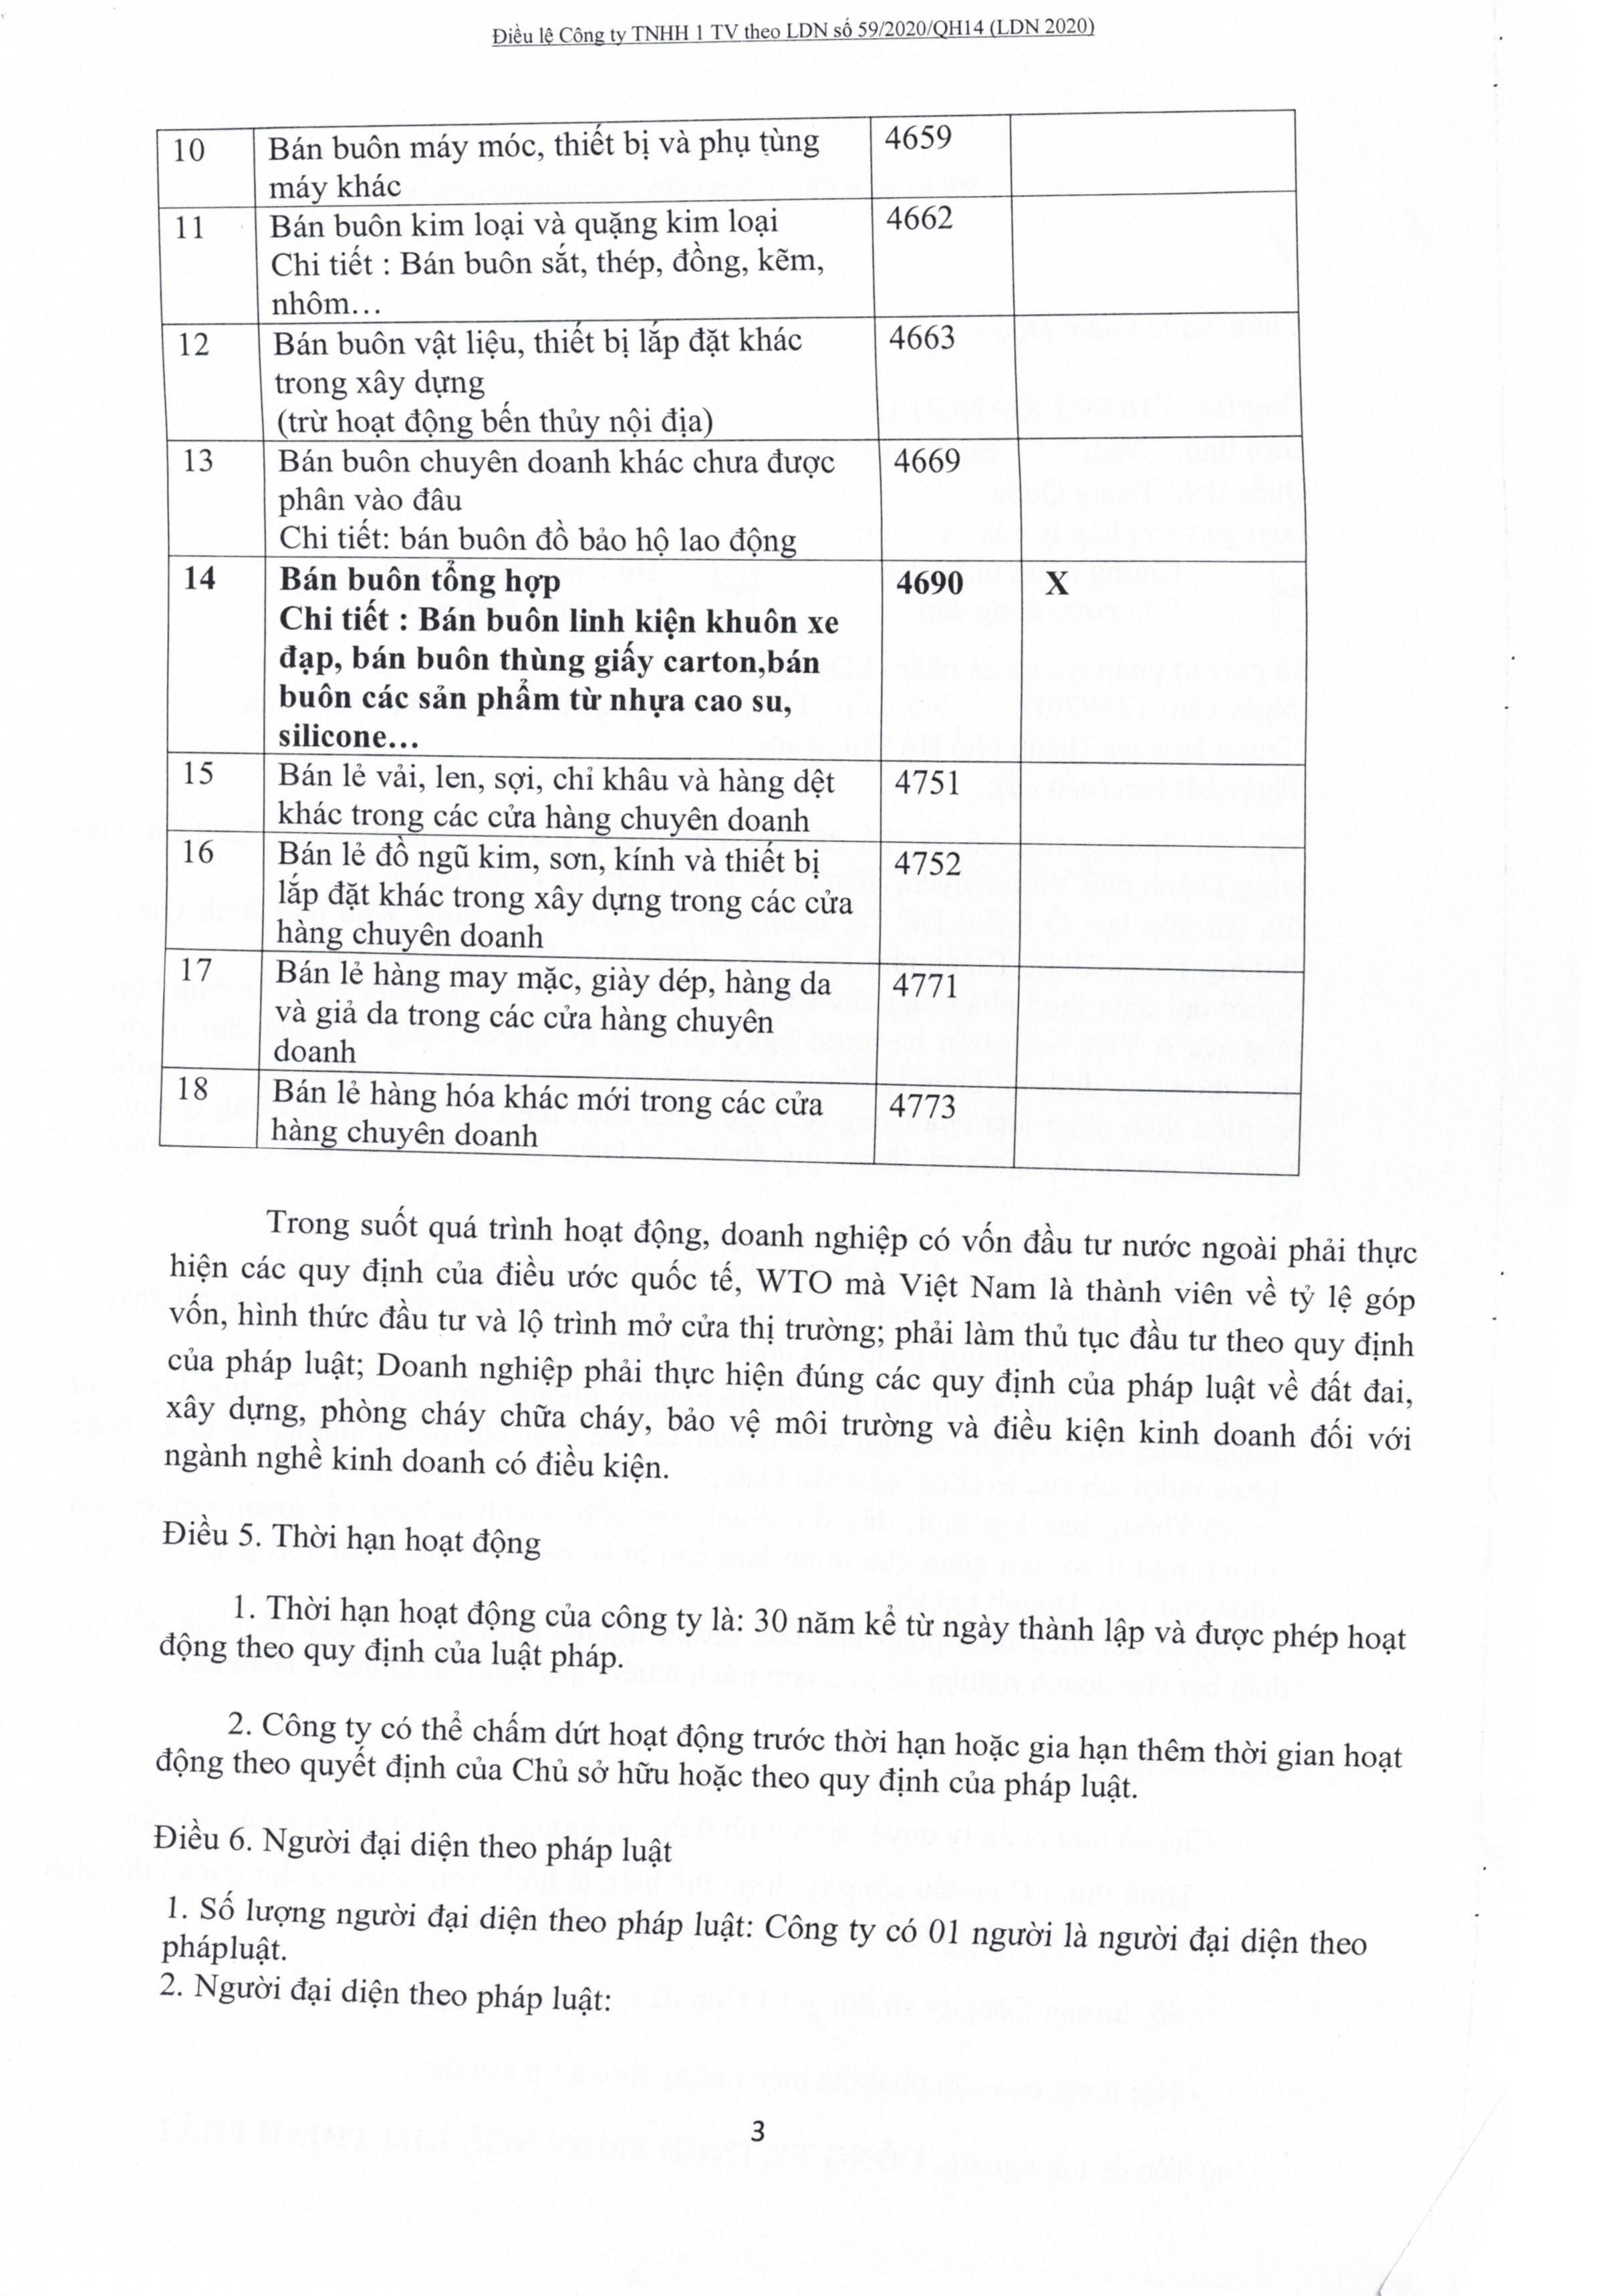 Điều lệ Công ty TNHH 1 TV theo LDN số 59/2020/QH14 (LDN 2020)
10 Bán buôn máy móc, thiết bị và phụ tùng 4659
máy khác
11 Bán buôn kim loại và quặng kim loại 4662
Chi tiết : Bán buôn sắt, thép, đồng, kẽm,
nhôm…
12 Bán buôn vật liệu, thiết bị lắp đặt khác 4663
trong xây dựng
(trừ hoạt động bến thủy nội địa)
13 Bán buôn chuyên doanh khác chưa được 4669
phân vào đâu
Chi tiết: bán buôn đồ bảo hộ lao động
14 Bán buôn tổng hợp 4690 X
Chi tiết : Bán buôn linh kiện khuôn xe
đạp, bán buôn thùng giấy carton,bán
buôn các sản phẩm từ nhựa cao su,
silicone…
15 Bán lẻ vải, len, sợi, chỉ khâu và hàng dệt 4751
khác trong các cửa hàng chuyên doanh
16 Bán lẻ đồ ngũ kim, sơn, kính và thiết bị 4752
lắp đặt khác trong xây dựng trong các cửa
hàng chuyên doanh
17 Bán lẻ hàng may mặc, giày dép, hàng da 4771
và giả da trong các cửa hàng chuyên
doanh
18 Bán lẻ hàng hóa khác mới trong các cửa 4773
hàng chuyên doanh
Trong suốt quá trình hoạt động, doanh nghiệp có vốn đầu tư nước ngoài phải thực
hiện các quy định của điều ước quốc tế, WTO mà Việt Nam là thành viên về tỷ lệ góp
vốn, hình thức đầu tư và lộ trình mở cửa thị trường; phải làm thủ tục đầu tư theo quy định
của pháp luật; Doanh nghiệp phải thực hiện đúng các quy định của pháp luật về đất đai,
xây dựng, phòng cháy chữa cháy, bảo vệ môi trường và điều kiện kinh doanh đối với
ngành nghề kinh doanh có điều kiện.
Điều 5. Thời hạn hoạt động
1. Thời hạn hoạt động của công ty là: 30 năm kể từ ngày thành lập và được phép hoạt
động theo quy định của luật pháp.
2. Công ty có thể chấm dứt hoạt động trước thời hạn hoặc gia hạn thêm thời gian hoạt
động theo quyết định của Chủ sở hữu hoặc theo quy định của pháp luật.
Điều 6. Người đại diện theo pháp luật
1. Số lượng người đại diện theo pháp luật: Công ty có 01 người là người đại diện theo
phápluật.
2. Người đại diện theo pháp luật:
3